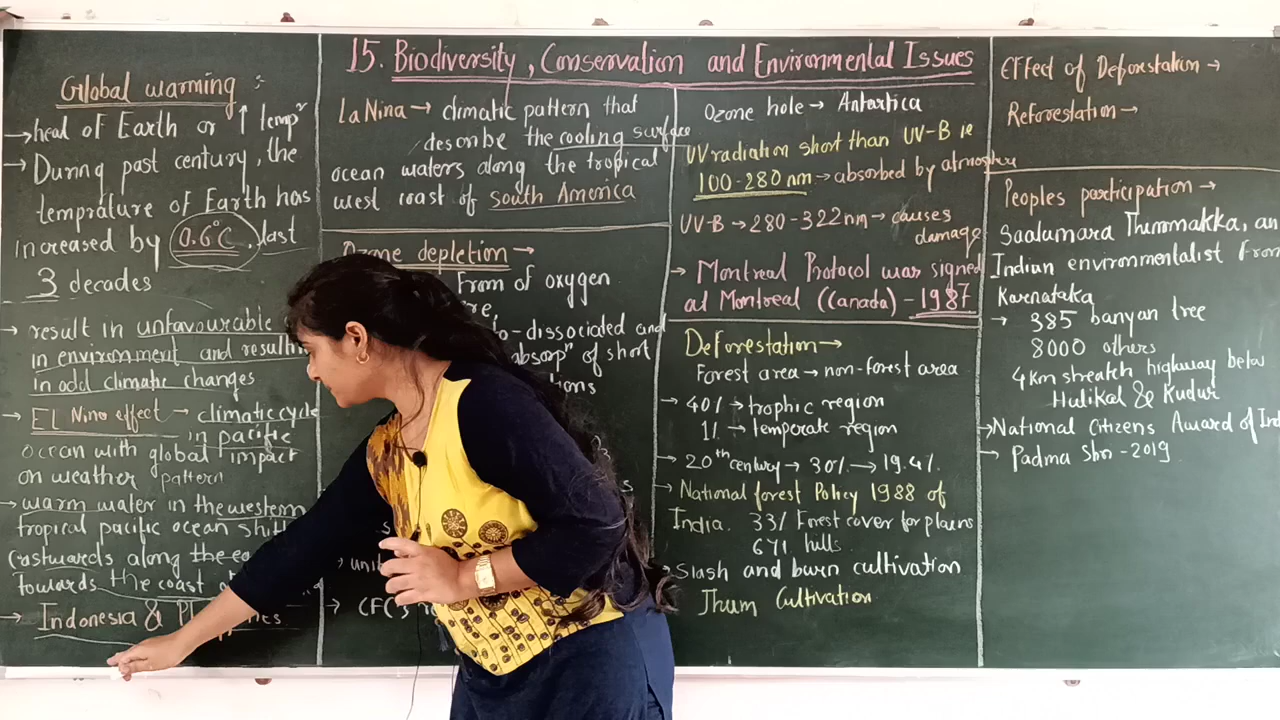 15. Biodiversity, Conservation and Environmental Issues
Global warming :
→ heat of Earth or ↑ tempr
→ During past century, the
temprature of Earth has
increased by 0.6°C, last
3 decades
→ result in unfavourable
in environment and resulting
in odd climatic changes
→ EL Nino effect → climatic cycle
in pacific
ocean with global impact
on weather pattern
→ warm water in the western
tropical pacific ocean shifts
eastwards along the
towards the coast
→ Indonesia &
La Nina → climatic pattern that
describe the cooling surface
ocean waters along the tropical
west coast of South America
Ozone depletion →
From of oxygen
-dissociated and
absorpn of short
Ozone hole → Antartica
UV radiation short than UV-B ie
100-280 nm → absorbed by atmosphere
UV-B → 280-322nm → causes
damage
→ Montreal Protocol was signed
at Montreal (Canada) - 1987
Deforestation →
Forest area → non-forest area
→ 40% → trophic region
1% → temperate region
→ 20th century → 30% → 19.4%
→ National forest Policy 1988 of
India. 33% Forest cover for plains
67% hills
→ Slash and burn cultivation
Jhum Cultivation
Effect of Deforestation →
Reforestation →
Peoples participation →
Saalumara Thimmakka, an
Indian environmentalist from
Karnataka
→ 385 banyan tree
8000 others
4km streatch highway betw
Hulikal & Kudur
→ National Citizens Award of Ind
→ Padma Shri - 2019